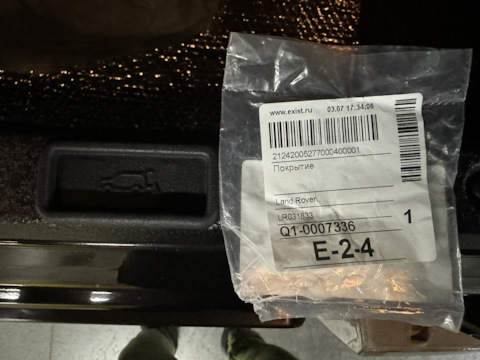 www.exist.ru 03.07 17:34:06
21242005277000400001
Покрытие
Land Rover
LR031833
1
Q1-0007336
E-2-4